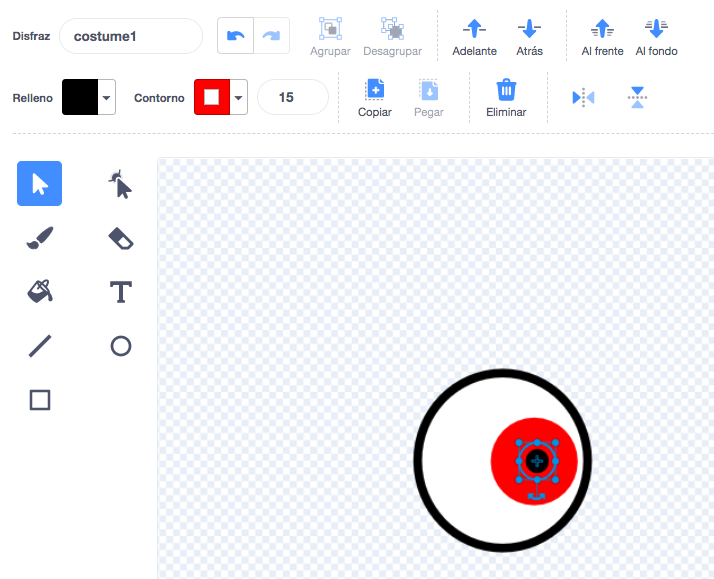 Disfraz costume1 Agrupar Desagrupar Adelante Atrás Al frente Al fondo
Relleno Contorno 15 Copiar Pegar Eliminar
T